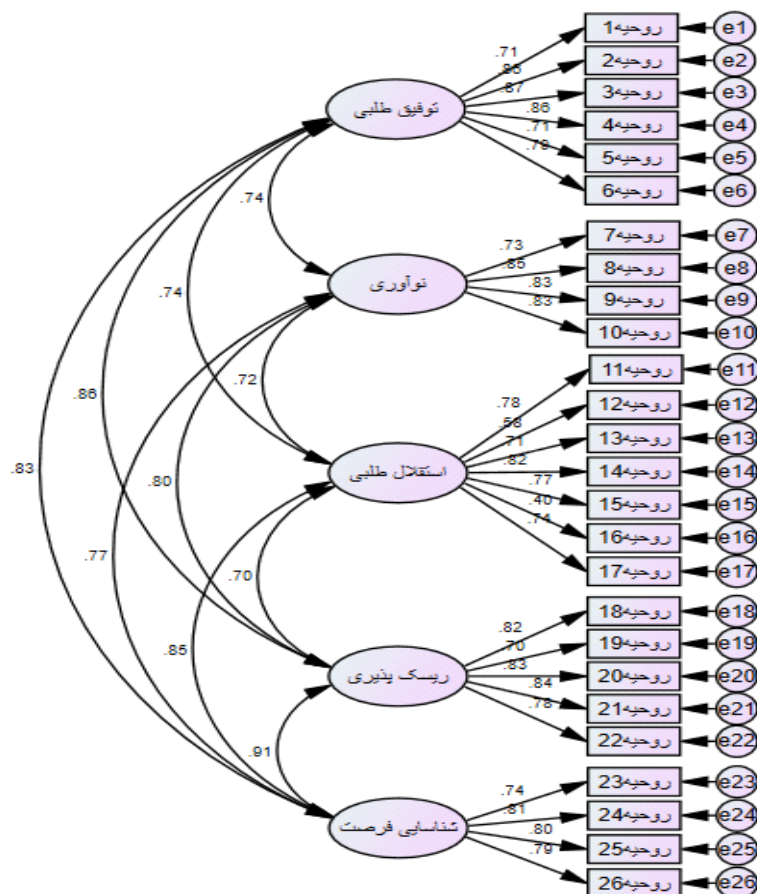 .71 روحیه1 e1
.86 روحیه2 e2
.87 روحیه3 e3
توفیق طلبی
.86 روحیه4 e4
.71 روحیه5 e5
روحیه6 e6
.74
.73 روحیه7 e7
.85 روحیه8 e8
نوآوری
.83 روحیه9 e9
.83 روحیه10 e10
.74
.72
.78 روحیه11 e11
.58 روحیه12 e12
.71 روحیه13 e13
استقلال طلبی
.82 روحیه14 e14
.77 روحیه15 e15
.40 روحیه16 e16
.74 روحیه17 e17
.86
.83
.80
.77
.70
.85
.82 روحیه18 e18
.70 روحیه19 e19
ریسک پذیری
.83 روحیه20 e20
.84 روحیه21 e21
.78 روحیه22 e22
.91
.74 روحیه23 e23
.81 روحیه24 e24
شناسایی فرصت
.80 روحیه25 e25
.79 روحیه26 e26